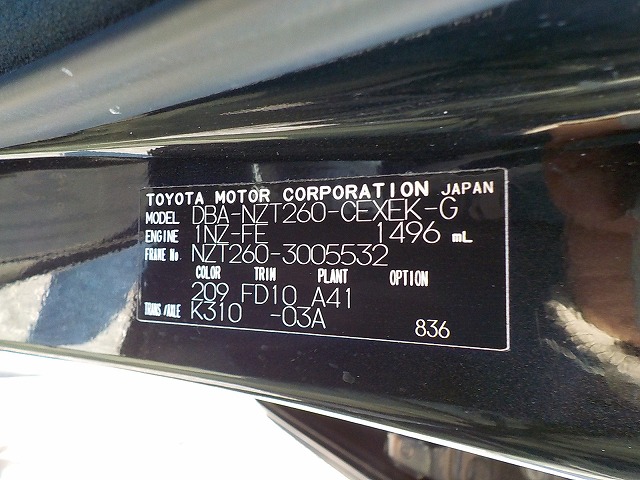 TOYOTA MOTOR CORPORATION JAPAN
MODEL DBA-NZT260-CEXEK-G
ENGINE 1NZ-FE 1496 mL
FRAME No. NZT260-3005532
COLOR TRIM PLANT OPTION
209 FD10 A41
TRANS/AXLE K310 -03A
836